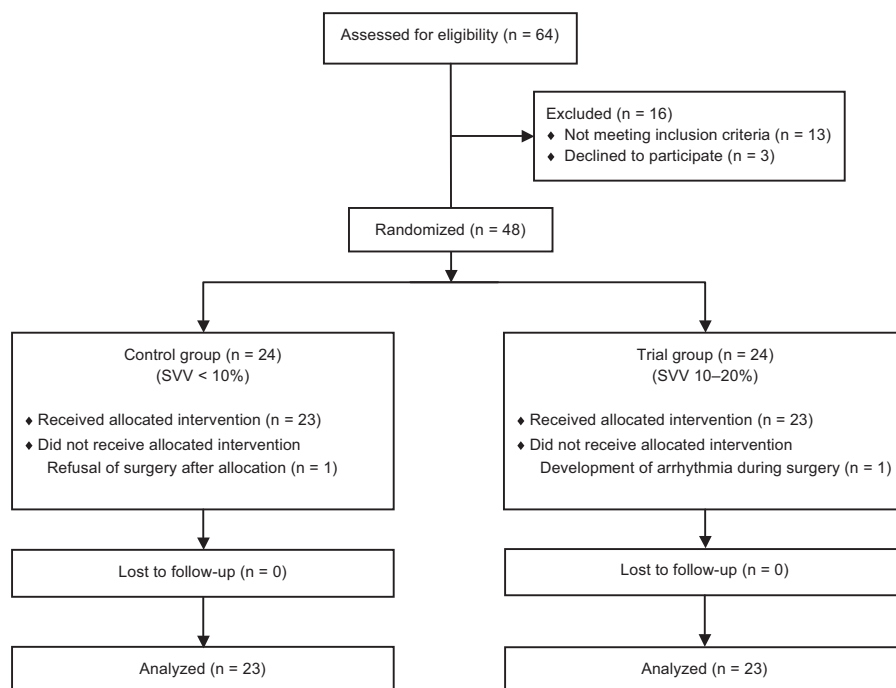 Assessed for eligibility (n = 64)
Excluded (n = 16)
♦ Not meeting inclusion criteria (n = 13)
♦ Declined to participate (n = 3)
Randomized (n = 48)
Control group (n = 24)
(SVV < 10%)
♦ Received allocated intervention (n = 23)
♦ Did not receive allocated intervention
Refusal of surgery after allocation (n = 1)
Trial group (n = 24)
(SVV 10–20%)
♦ Received allocated intervention (n = 23)
♦ Did not receive allocated intervention
Development of arrhythmia during surgery (n = 1)
Lost to follow-up (n = 0)
Lost to follow-up (n = 0)
Analyzed (n = 23)
Analyzed (n = 23)